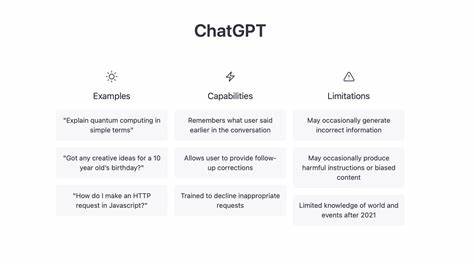 ChatGPT
Examples
"Explain quantum computing in
simple terms"
"Got any creative ideas for a 10
year old's birthday?"
"How do I make an HTTP
request in Javascript?"
Capabilities
Remembers what user said
earlier in the conversation
Allows user to provide follow-
up corrections
Trained to decline inappropriate
requests
Limitations
May occasionally generate
incorrect information
May occasionally produce
harmful instructions or biased
content
Limited knowledge of world and
events after 2021